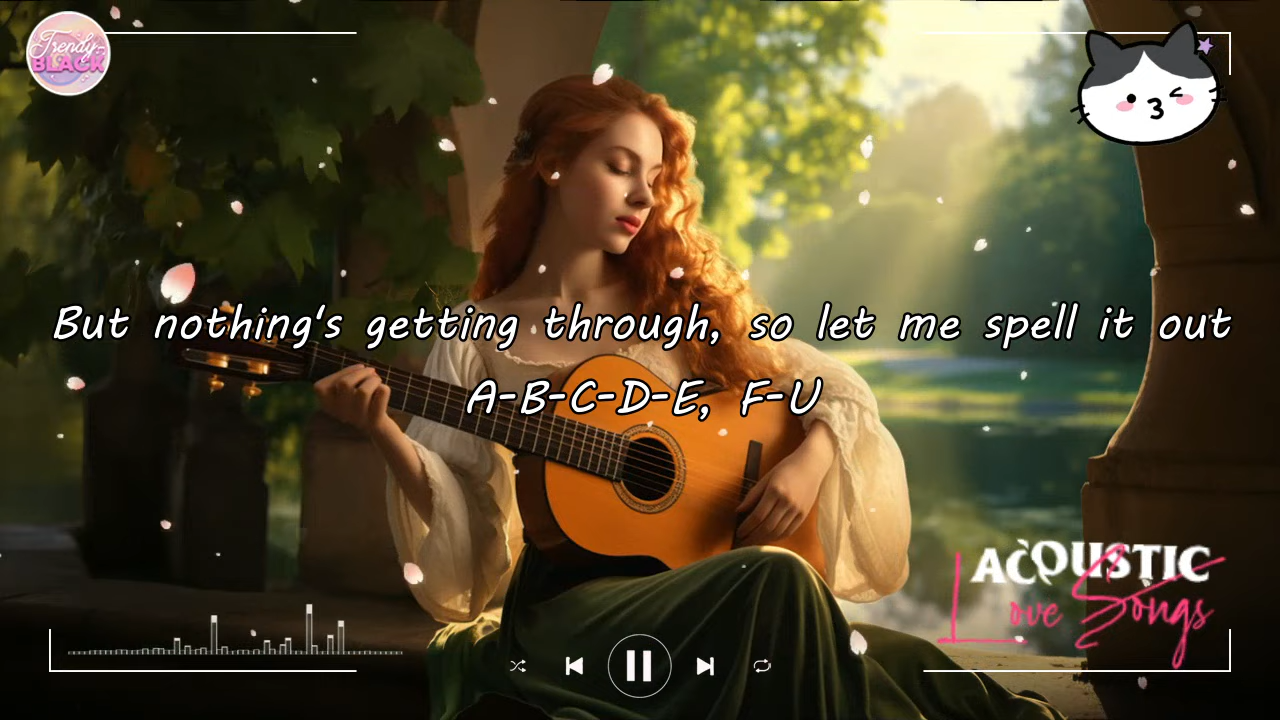 Trendy
BLACK
But nothing's getting through, so let me spell it out
A-B-C-D-E, F-U
ACOUSTIC
Love Songs